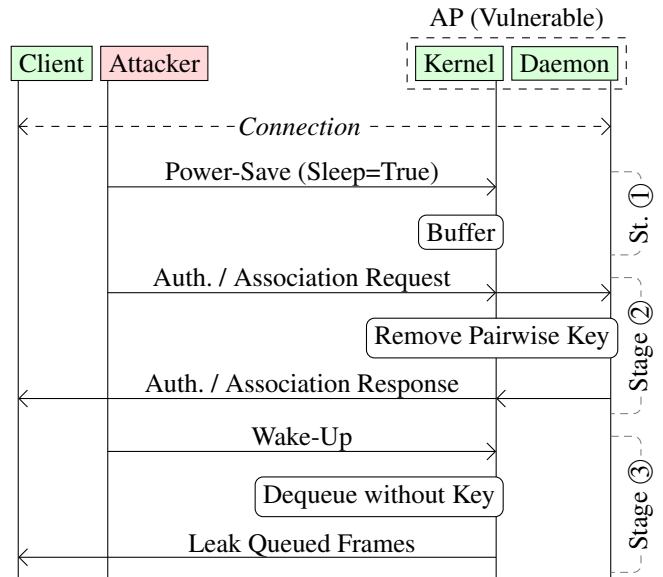 AP (Vulnerable)
Client Attacker Kernel Daemon
Connection
Power-Save (Sleep=True)
St. ①
Buffer
Auth. / Association Request
Stage ②
Remove Pairwise Key
Auth. / Association Response
Wake-Up
Stage ③
Dequeue without Key
Leak Queued Frames